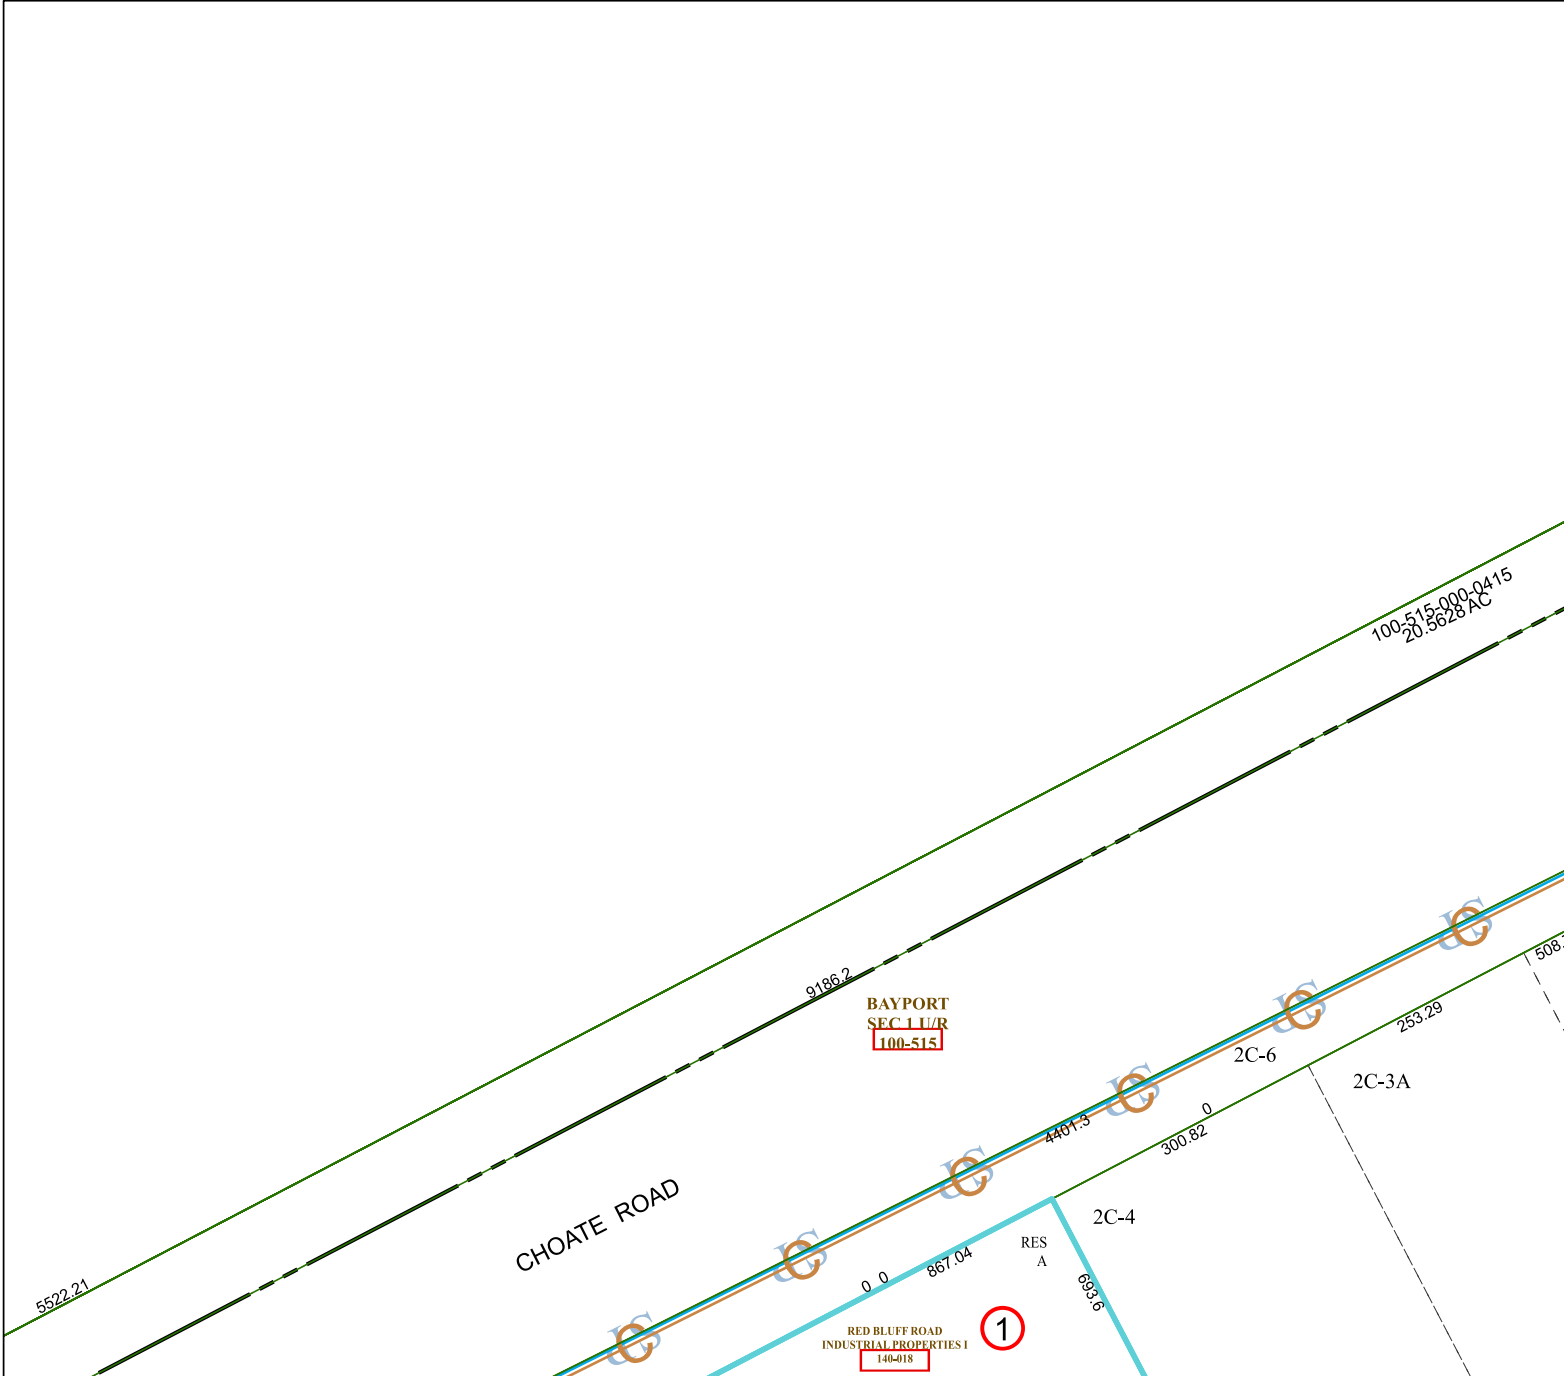 100-515-000-0415
20.5628 AC
508.
9186.2
BAYPORT
SEC 1 U/R
100-515
253.29
2C-6
2C-3A
4401.3
0
300.82
CHOATE ROAD
2C-4
RES
A
867.04
0 0
693.6
5522.21
1
RED BLUFF ROAD
INDUSTRIAL PROPERTIES I
140-018